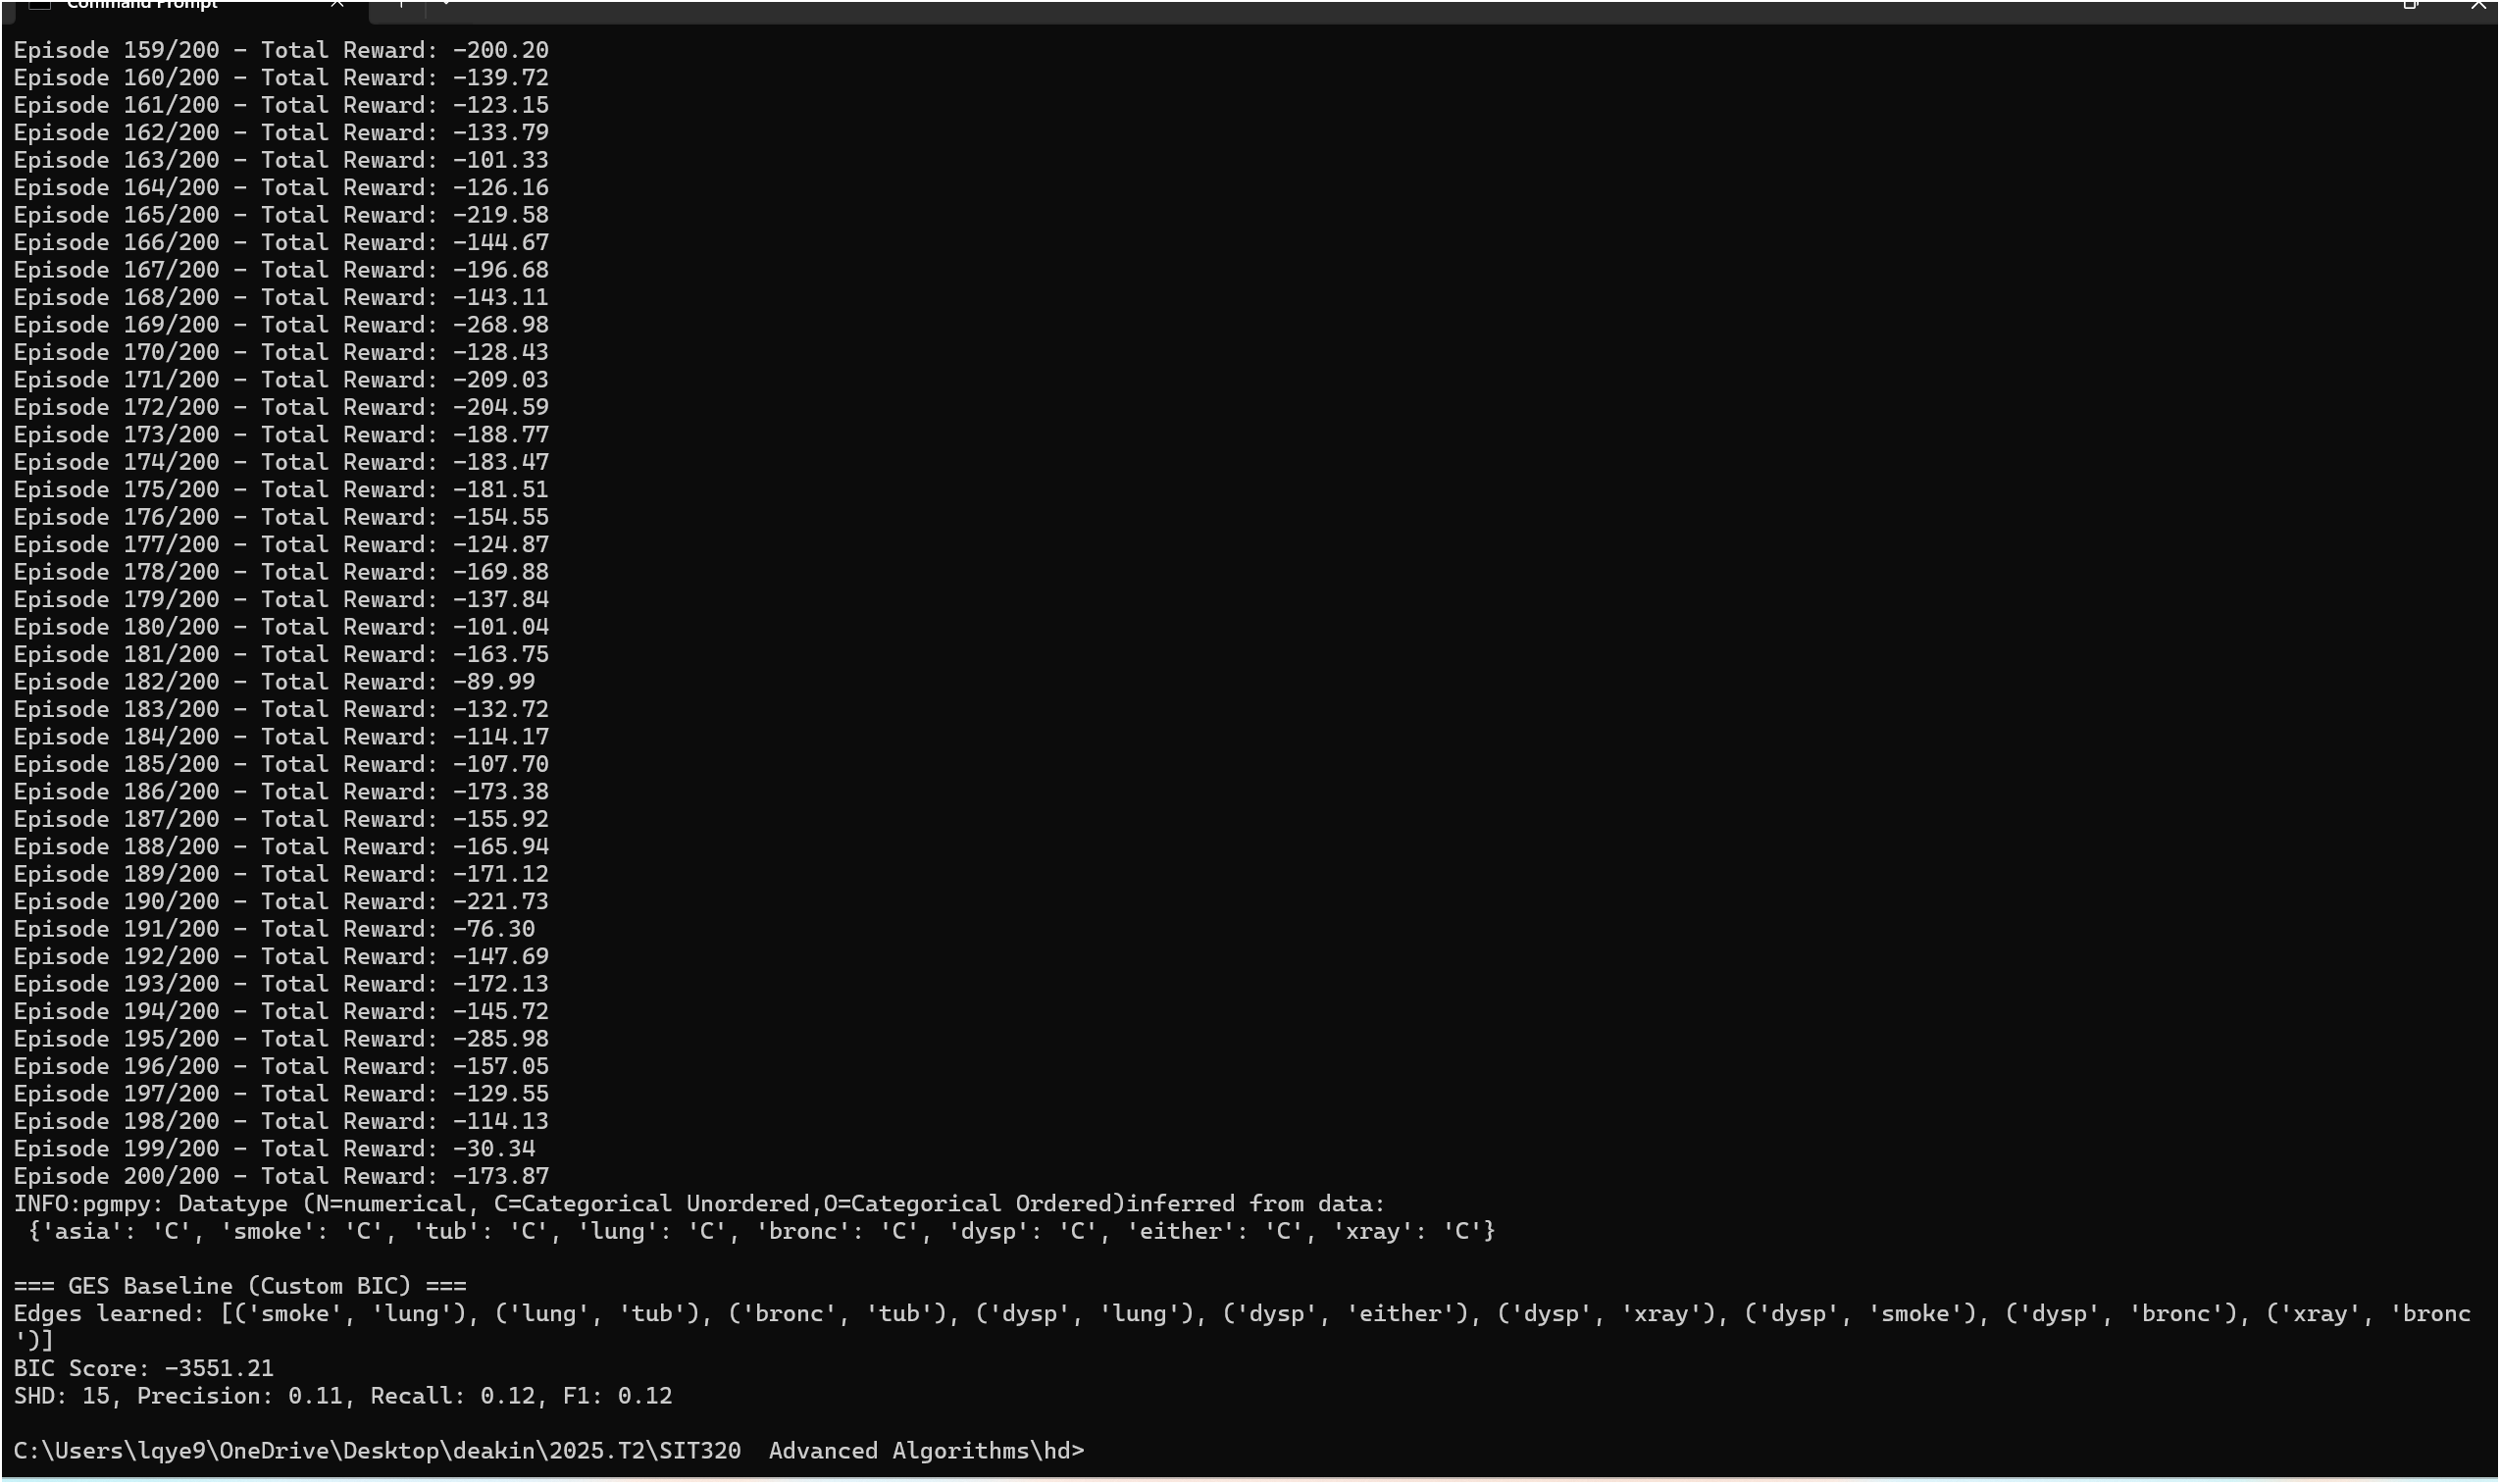 Command Prompt
Episode 159/200 - Total Reward: -200.20
Episode 160/200 - Total Reward: -139.72
Episode 161/200 - Total Reward: -123.15
Episode 162/200 - Total Reward: -133.79
Episode 163/200 - Total Reward: -101.33
Episode 164/200 - Total Reward: -126.16
Episode 165/200 - Total Reward: -219.58
Episode 166/200 - Total Reward: -144.67
Episode 167/200 - Total Reward: -196.68
Episode 168/200 - Total Reward: -143.11
Episode 169/200 - Total Reward: -268.98
Episode 170/200 - Total Reward: -128.43
Episode 171/200 - Total Reward: -209.03
Episode 172/200 - Total Reward: -204.59
Episode 173/200 - Total Reward: -188.77
Episode 174/200 - Total Reward: -183.47
Episode 175/200 - Total Reward: -181.51
Episode 176/200 - Total Reward: -154.55
Episode 177/200 - Total Reward: -124.87
Episode 178/200 - Total Reward: -169.88
Episode 179/200 - Total Reward: -137.84
Episode 180/200 - Total Reward: -101.04
Episode 181/200 - Total Reward: -163.75
Episode 182/200 - Total Reward: -89.99
Episode 183/200 - Total Reward: -132.72
Episode 184/200 - Total Reward: -114.17
Episode 185/200 - Total Reward: -107.70
Episode 186/200 - Total Reward: -173.38
Episode 187/200 - Total Reward: -155.92
Episode 188/200 - Total Reward: -165.94
Episode 189/200 - Total Reward: -171.12
Episode 190/200 - Total Reward: -221.73
Episode 191/200 - Total Reward: -76.30
Episode 192/200 - Total Reward: -147.69
Episode 193/200 - Total Reward: -172.13
Episode 194/200 - Total Reward: -145.72
Episode 195/200 - Total Reward: -285.98
Episode 196/200 - Total Reward: -157.05
Episode 197/200 - Total Reward: -129.55
Episode 198/200 - Total Reward: -114.13
Episode 199/200 - Total Reward: -30.34
Episode 200/200 - Total Reward: -173.87
INFO:pgmpy: Datatype (N=numerical, C=Categorical Unordered,O=Categorical Ordered)inferred from data:
 {'asia': 'C', 'smoke': 'C', 'tub': 'C', 'lung': 'C', 'bronc': 'C', 'dysp': 'C', 'either': 'C', 'xray': 'C'}
=== GES Baseline (Custom BIC) ===
Edges learned: [('smoke', 'lung'), ('lung', 'tub'), ('bronc', 'tub'), ('dysp', 'lung'), ('dysp', 'either'), ('dysp', 'xray'), ('dysp', 'smoke'), ('dysp', 'bronc'), ('xray', 'bronc
')]
BIC Score: -3551.21
SHD: 15, Precision: 0.11, Recall: 0.12, F1: 0.12
C:\Users\lqye9\OneDrive\Desktop\deakin\2025.T2\SIT320  Advanced Algorithms\hd>